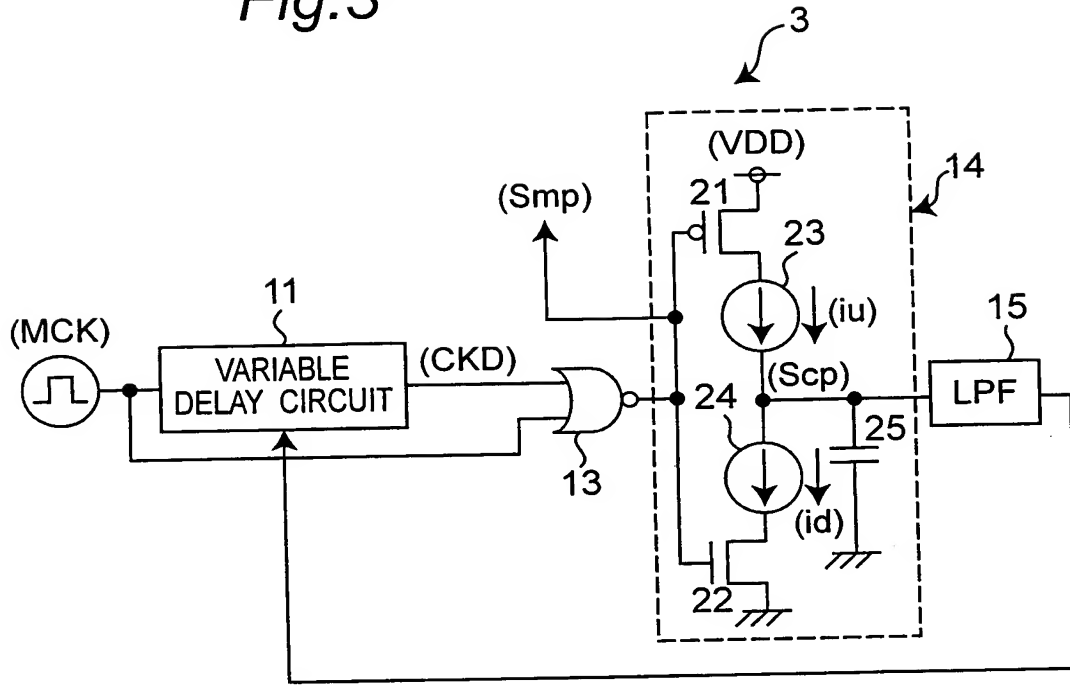 Fig.3
3
(VDD)
14
21
(Smp)
23
11
15
(MCK)
(iu)
VARIABLE
DELAY CIRCUIT
(CKD)
(Scp)
LPF
24
25
13
(id)
22